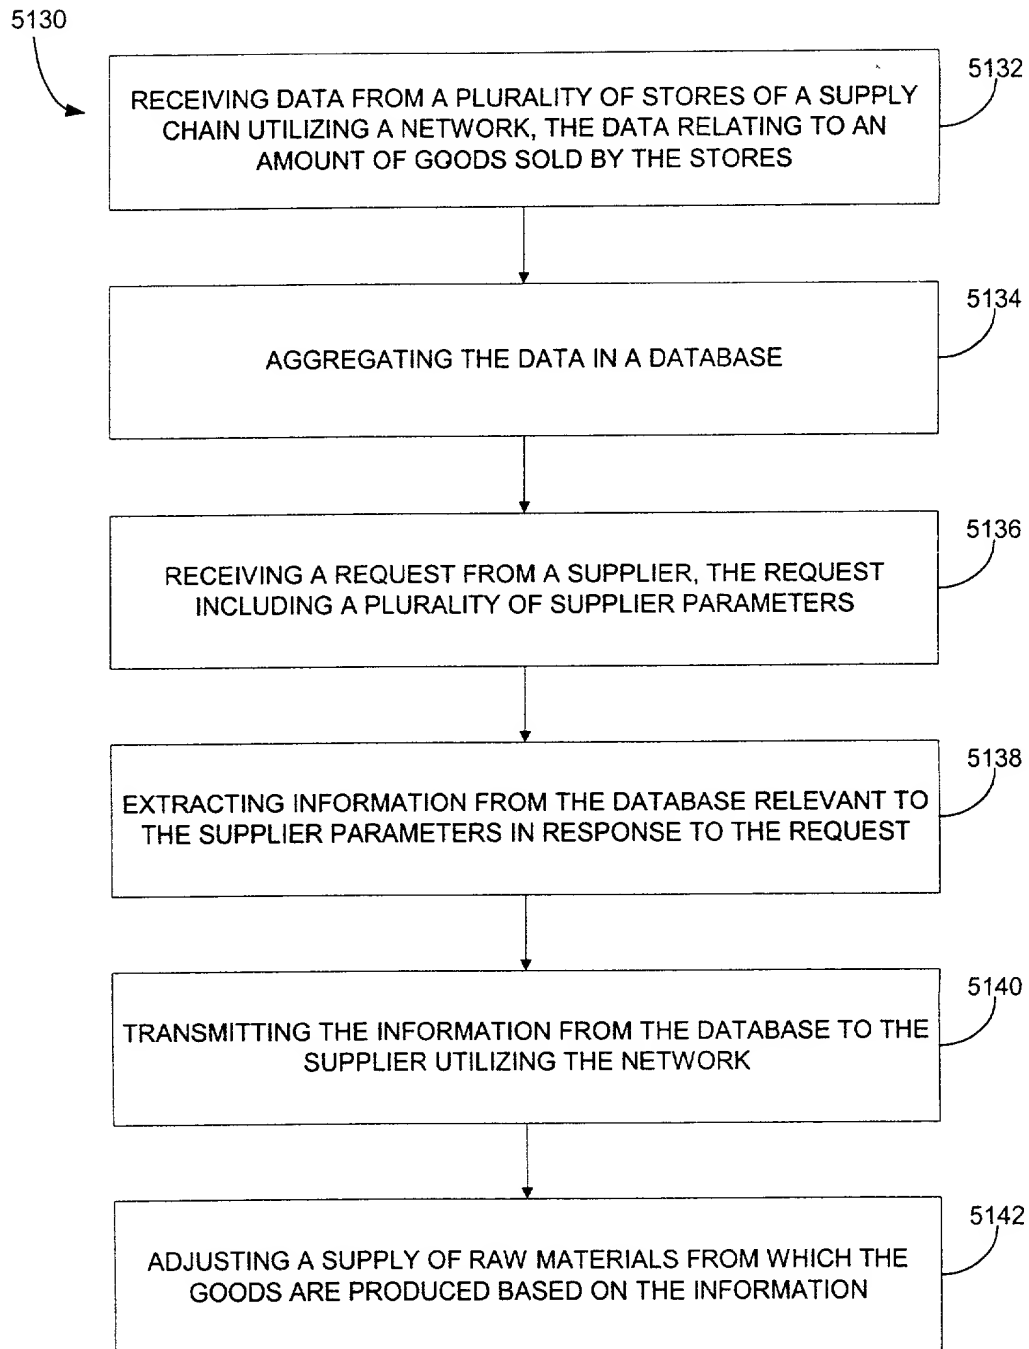 5130
5132
RECEIVING DATA FROM A PLURALITY OF STORES OF A SUPPLY
CHAIN UTILIZING A NETWORK, THE DATA RELATING TO AN
AMOUNT OF GOODS SOLD BY THE STORES
5134
AGGREGATING THE DATA IN A DATABASE
5136
RECEIVING A REQUEST FROM A SUPPLIER, THE REQUEST
INCLUDING A PLURALITY OF SUPPLIER PARAMETERS
5138
EXTRACTING INFORMATION FROM THE DATABASE RELEVANT TO
THE SUPPLIER PARAMETERS IN RESPONSE TO THE REQUEST
5140
TRANSMITTING THE INFORMATION FROM THE DATABASE TO THE
SUPPLIER UTILIZING THE NETWORK
5142
ADJUSTING A SUPPLY OF RAW MATERIALS FROM WHICH THE
GOODS ARE PRODUCED BASED ON THE INFORMATION